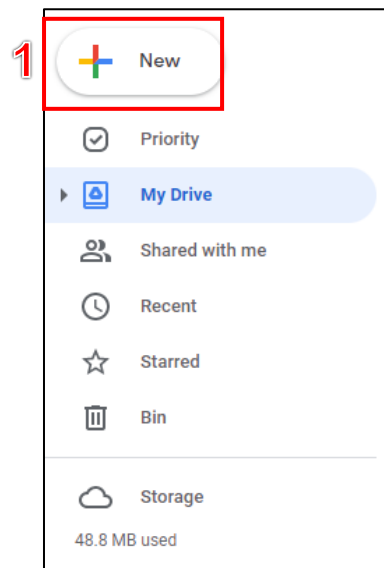 1
New
Priority
My Drive
Shared with me
Recent
Starred
Bin
Storage
48.8 MB used